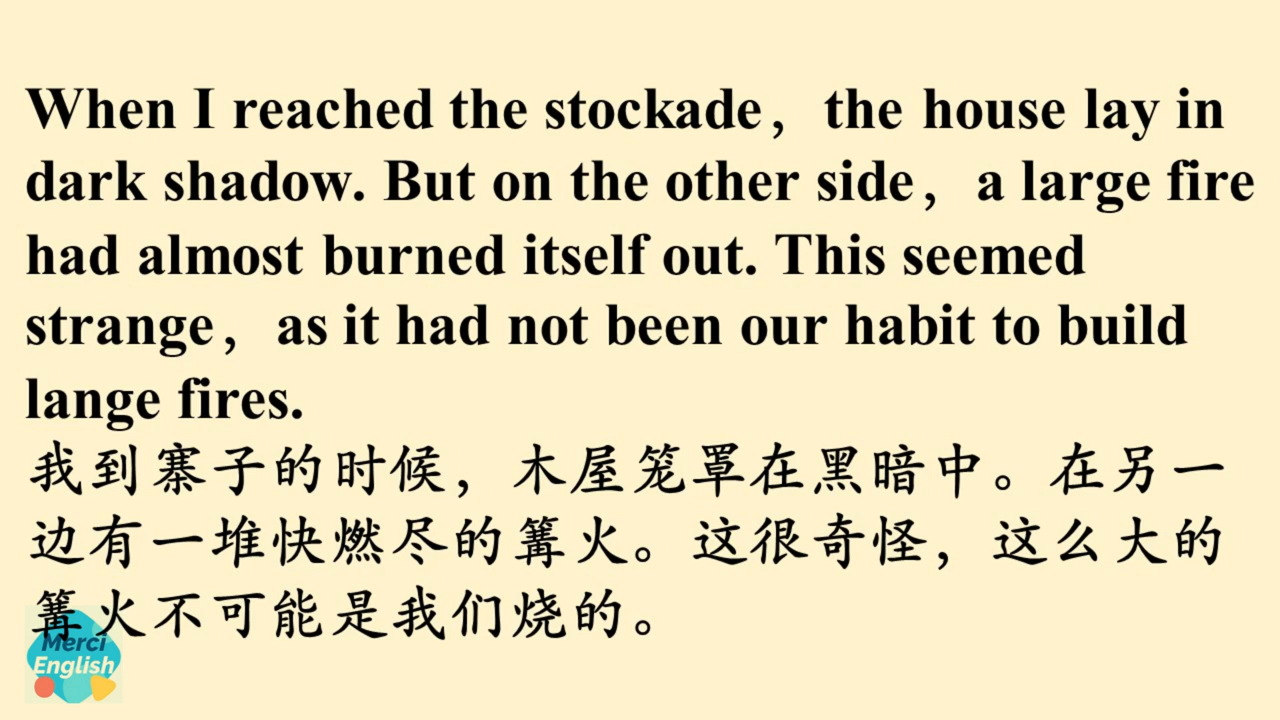 When I reached the stockade，the house lay in
dark shadow. But on the other side，a large fire
had almost burned itself out. This seemed
strange，as it had not been our habit to build
lange fires.
我到寨子的时候，木屋笼罩在黑暗中。在另一
边有一堆快燃尽的篝火。这很奇怪，这么大的
篝火不可能是我们烧的。
Merci
English